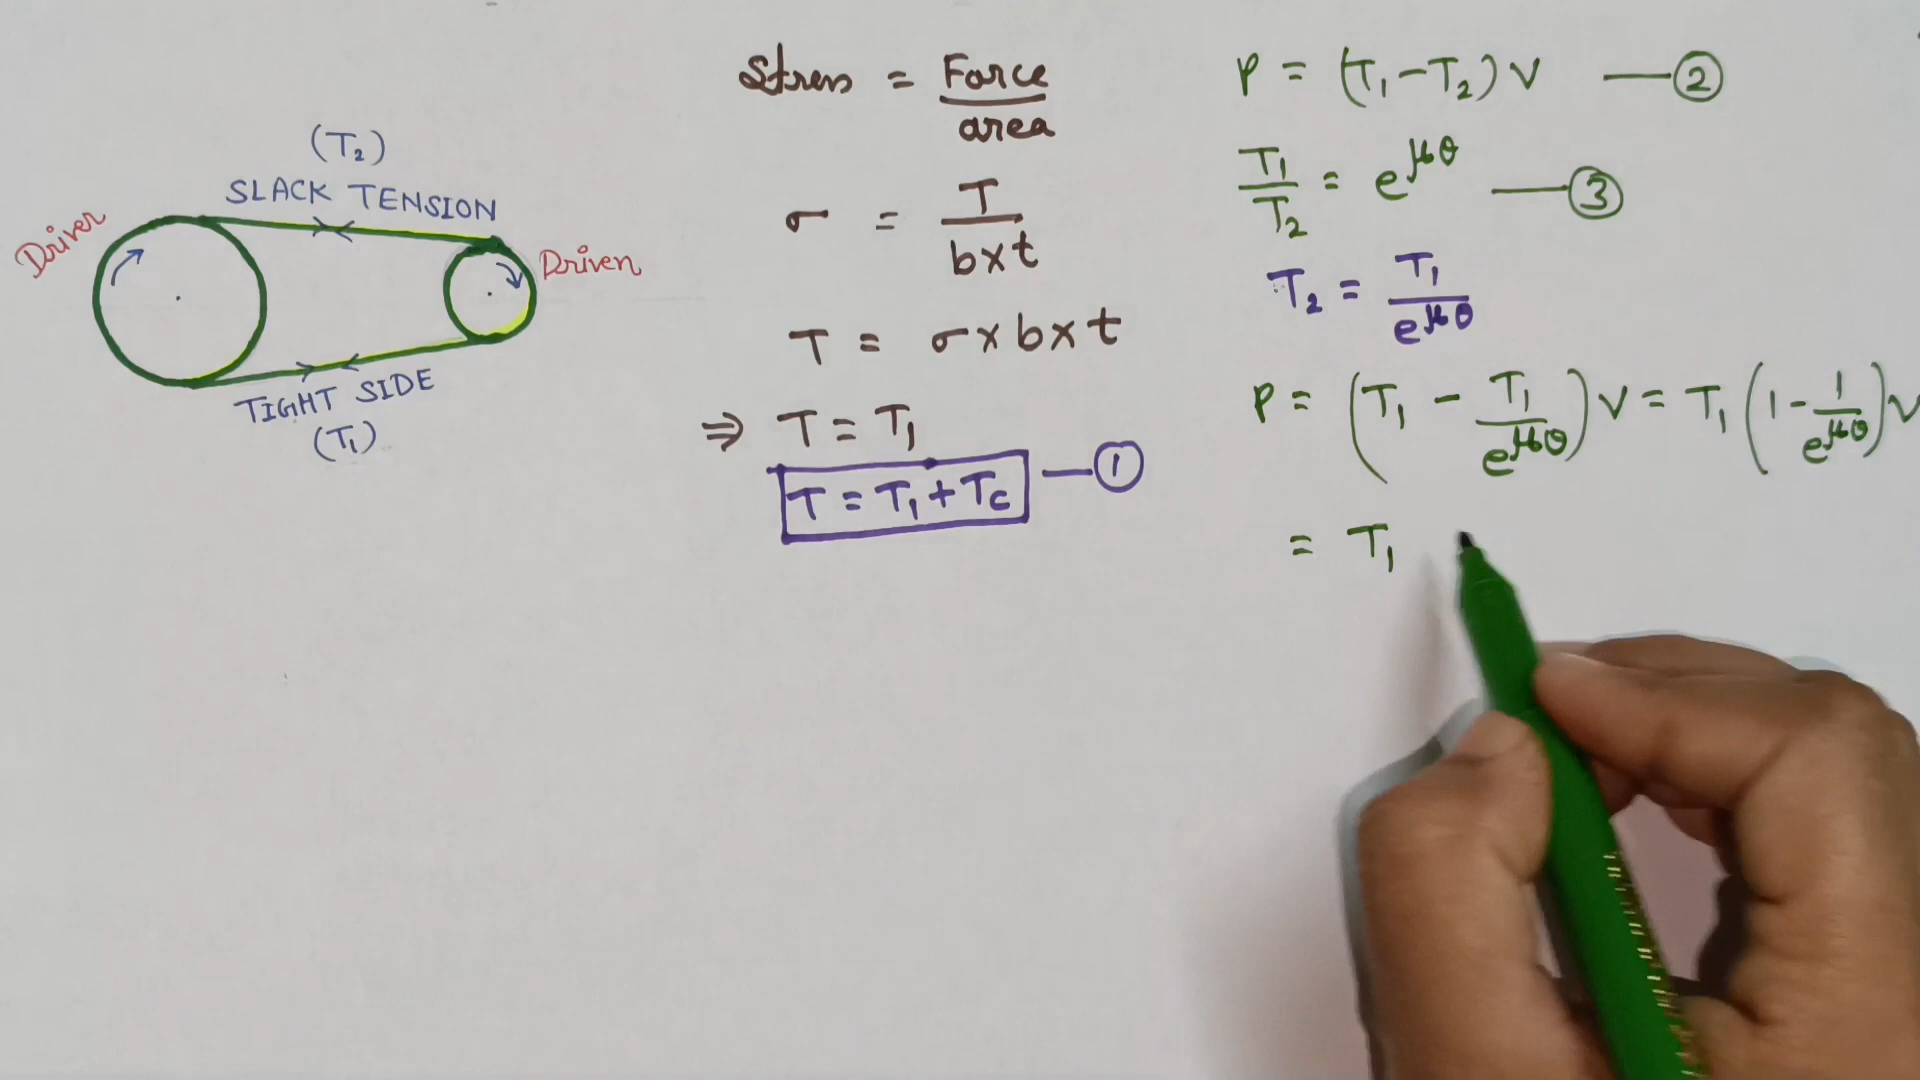 (T₂)
SLACK TENSION
Driver
Driven
TIGHT SIDE
(T₁)
Stress = Force/area
σ = T/(b×t)
T = σ×b×t
⇒ T = T₁
T = T₁ + Tc —①
P = (T₁-T₂)V —②
T₁/T₂ = e^μθ —③
T₂ = T₁/e^μθ
P = (T₁ - T₁/e^μθ)V = T₁(1 - 1/e^μθ)V
= T₁